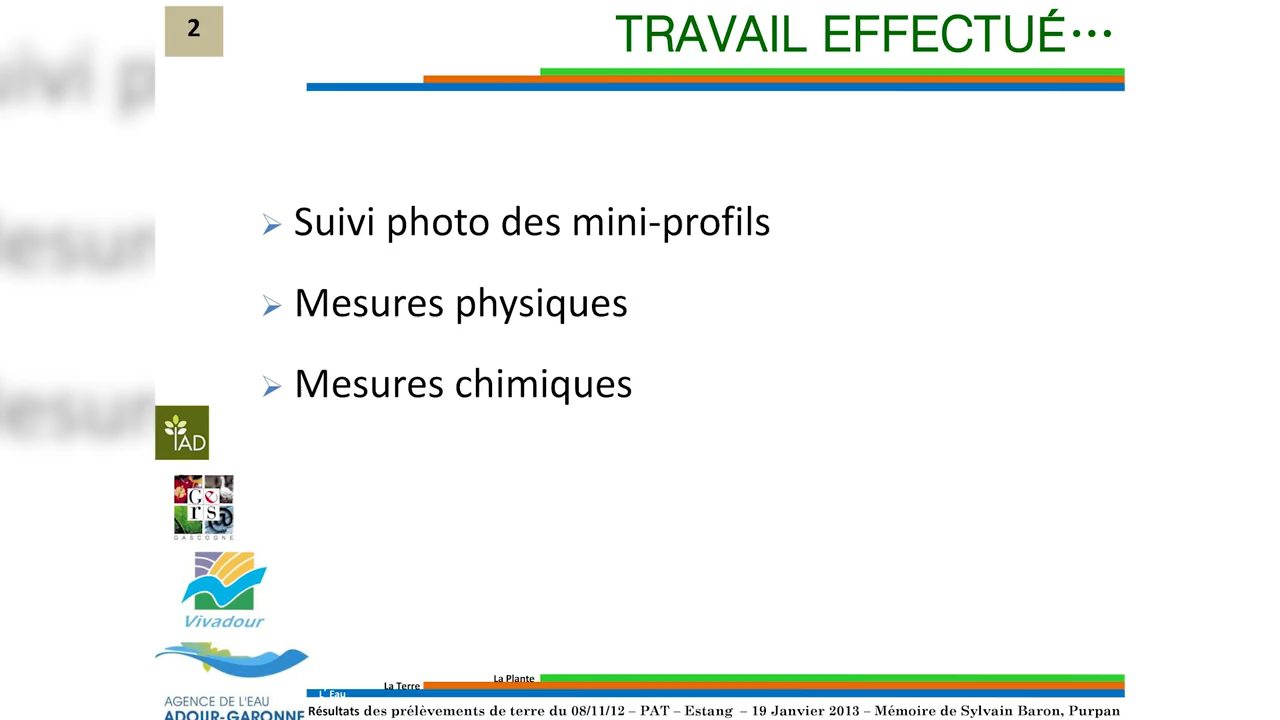 2
TRAVAIL EFFECTUÉ…
Suivi photo des mini-profils
Mesures physiques
Mesures chimiques
IAD
Gers
GASCOGNE
Vivadour
AGENCE DE L'EAU
ADOUR-GARONNE
La Plante
La Terre
L' Eau
Résultats des prélèvements de terre du 08/11/12 – PAT – Estang – 19 Janvier 2013 – Mémoire de Sylvain Baron, Purpan